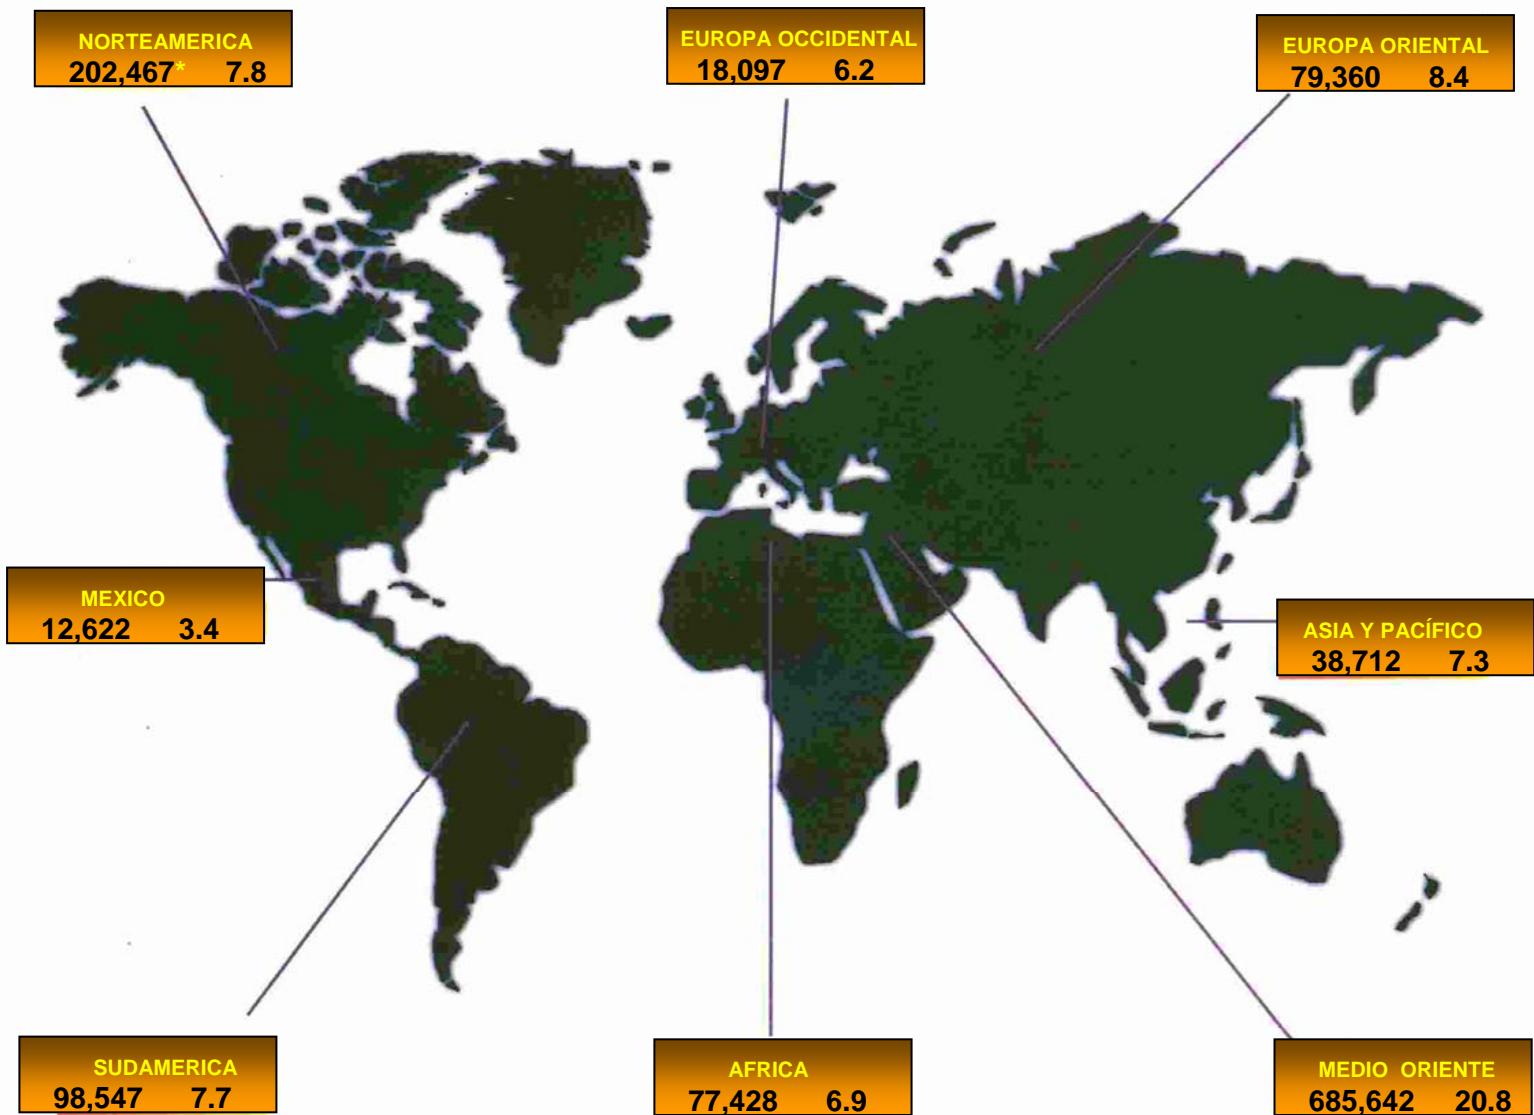 NORTEAMERICA
202,467* 7.8
EUROPA OCCIDENTAL
18,097 6.2
EUROPA ORIENTAL
79,360 8.4
MEXICO
12,622 3.4
ASIA Y PACÍFICO
38,712 7.3
SUDAMERICA
98,547 7.7
AFRICA
77,428 6.9
MEDIO ORIENTE
685,642 20.8